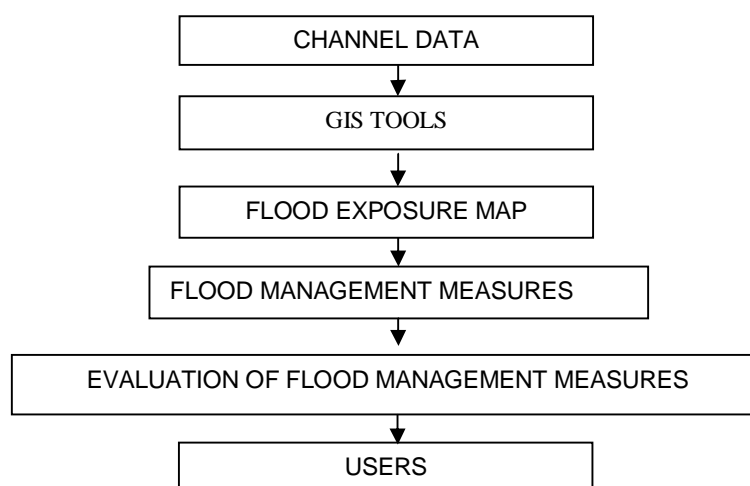 CHANNEL DATA
GIS TOOLS
FLOOD EXPOSURE MAP
FLOOD MANAGEMENT MEASURES
EVALUATION OF FLOOD MANAGEMENT MEASURES
USERS